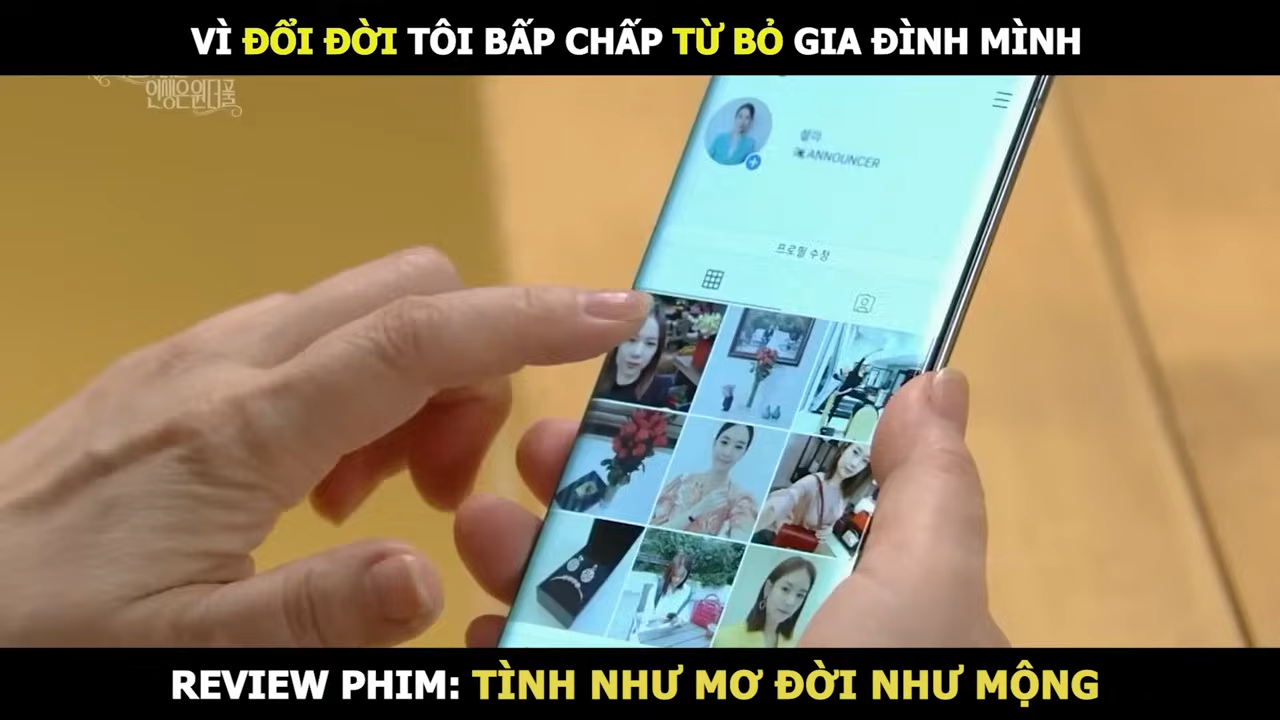 VÌ ĐỔI ĐỜI TÔI BẤP CHẤP TỪ BỎ GIA ĐÌNH MÌNH
인생은 원더풀
설아
ANNOUNCER
프로필 수정
REVIEW PHIM: TÌNH NHƯ MƠ ĐỜI NHƯ MỘNG